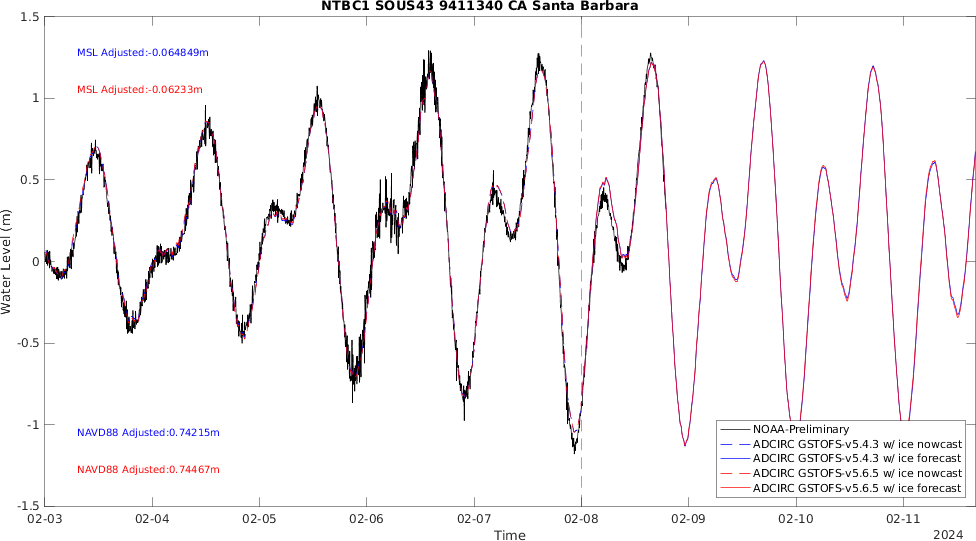 NTBC1 SOUS43 9411340 CA Santa Barbara
1.5
MSL Adjusted:-0.064849m
MSL Adjusted:-0.06233m
1
0.5
0
Water Level (m)
-0.5
-1
NAVD88 Adjusted:0.74215m
NAVD88 Adjusted:0.74467m
NOAA-Preliminary
ADCIRC GSTOFS-v5.4.3 w/ ice nowcast
ADCIRC GSTOFS-v5.4.3 w/ ice forecast
ADCIRC GSTOFS-v5.6.5 w/ ice nowcast
ADCIRC GSTOFS-v5.6.5 w/ ice forecast
-1.5
02-03 02-04 02-05 02-06 02-07 02-08 02-09 02-10 02-11
Time
2024